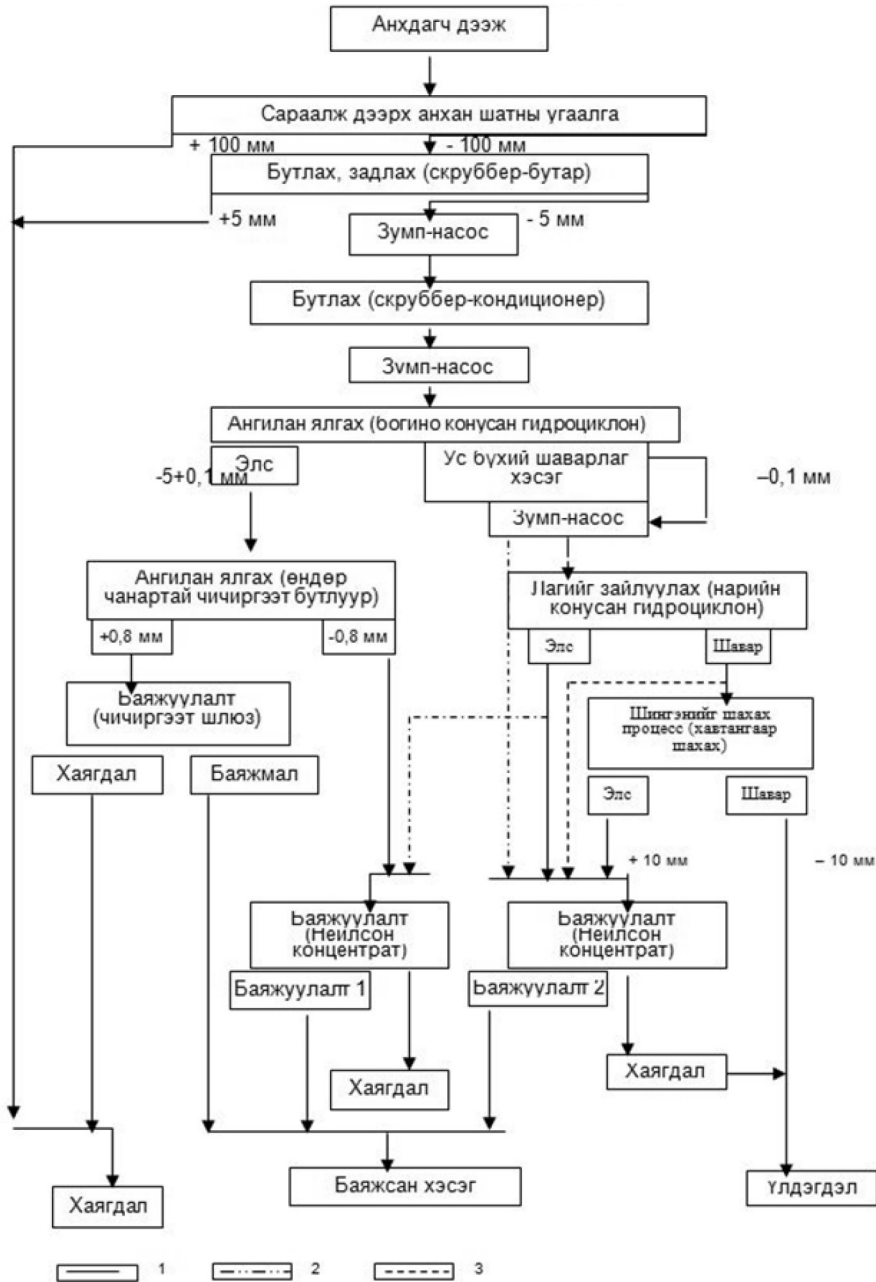 Анхдагч дээж
Сараалж дээрх анхан шатны угаалга
+ 100 мм
- 100 мм
Бутлах, задлах (скруббер-бутар)
+5 мм
- 5 мм
Зумп-насос
Бутлах (скруббер-кондиционер)
Зумп-насос
Ангилан ялгах (богино конусан гидроциклон)
Элс
-5+0,1 мм
Ус бүхий шаварлаг
хэсэг
–0,1 мм
Зумп-насос
Ангилан ялгах (өндөр
чанартай чичиргээт бутлуур)
Лагийг зайлуулах (нарийн
конусан гидроциклон)
+0,8 мм
-0,8 мм
Элс
Шавар
Баяжуулалт
(чичиргээт шлюз)
Шингэнийг шахах
процесс (хавтангаар
шахах)
Хаягдал
Баяжмал
Элс
Шавар
+ 10 мм
– 10 мм
Баяжуулалт
(Нейлсон
концентрат)
Баяжуулалт
(Нейлсон
концентрат)
Баяжуулалт 1
Баяжуулалт 2
Хаягдал
Хаягдал
Хаягдал
Баяжсан хэсэг
Үлдэгдэл
1
2
3